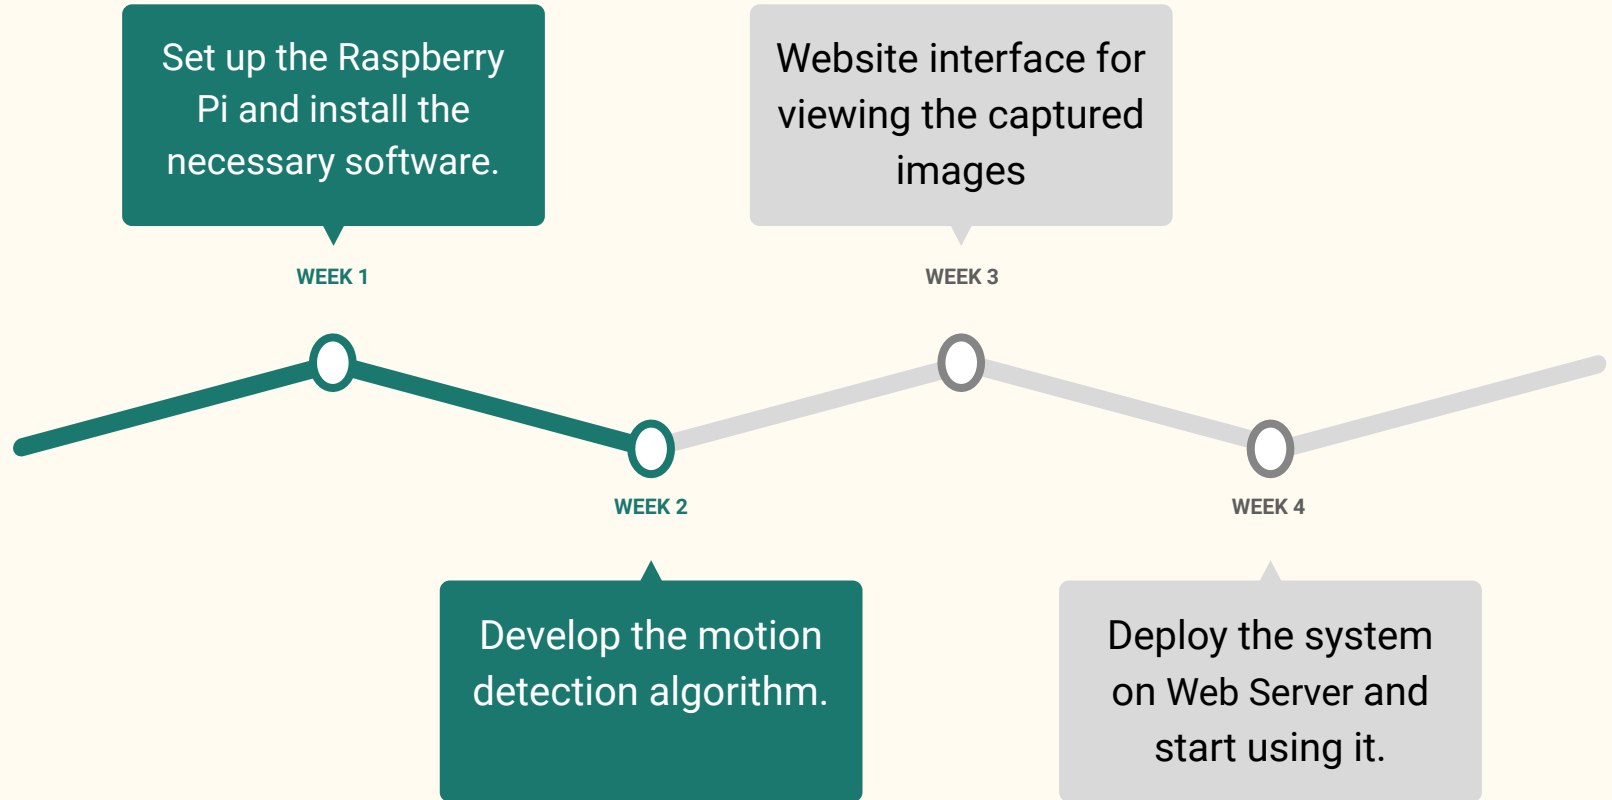 Set up the Raspberry
Pi and install the
necessary software.
WEEK 1
Website interface for
viewing the captured
images
WEEK 3
WEEK 2
Develop the motion
detection algorithm.
WEEK 4
Deploy the system
on Web Server and
start using it.